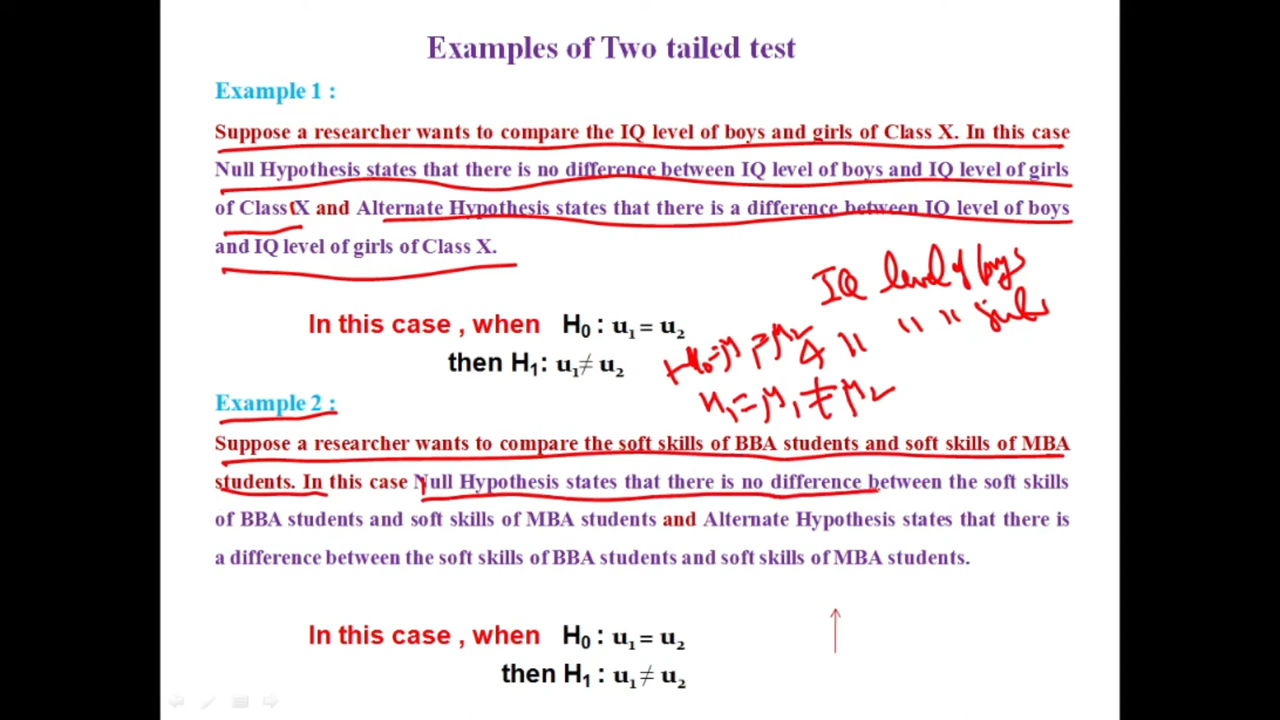 Examples of Two tailed test
Example 1 :
Suppose a researcher wants to compare the IQ level of boys and girls of Class X. In this case
Null Hypothesis states that there is no difference between IQ level of boys and IQ level of girls
of Class X and Alternate Hypothesis states that there is a difference between IQ level of boys
and IQ level of girls of Class X.
IQ level of boys
In this case , when H₀ : u₁ = u₂
then H₁ : u₁ ≠ u₂
μ₁ ≠ μ₂
Example 2 :
Suppose a researcher wants to compare the soft skills of BBA students and soft skills of MBA
students. In this case Null Hypothesis states that there is no difference between the soft skills
of BBA students and soft skills of MBA students and Alternate Hypothesis states that there is
a difference between the soft skills of BBA students and soft skills of MBA students.
In this case , when H₀ : u₁ = u₂
then H₁ : u₁ ≠ u₂